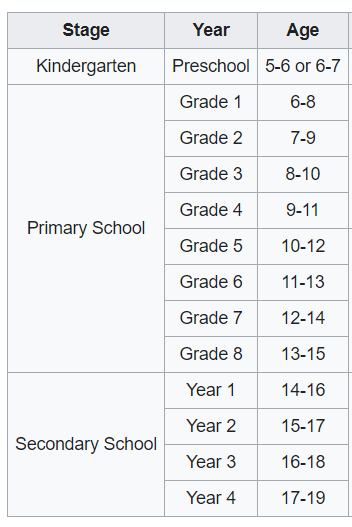 Stage Year Age
Kindergarten Preschool 5-6 or 6-7
Grade 1 6-8
Grade 2 7-9
Grade 3 8-10
Grade 4 9-11
Primary School
Grade 5 10-12
Grade 6 11-13
Grade 7 12-14
Grade 8 13-15
Year 1 14-16
Year 2 15-17
Secondary School
Year 3 16-18
Year 4 17-19